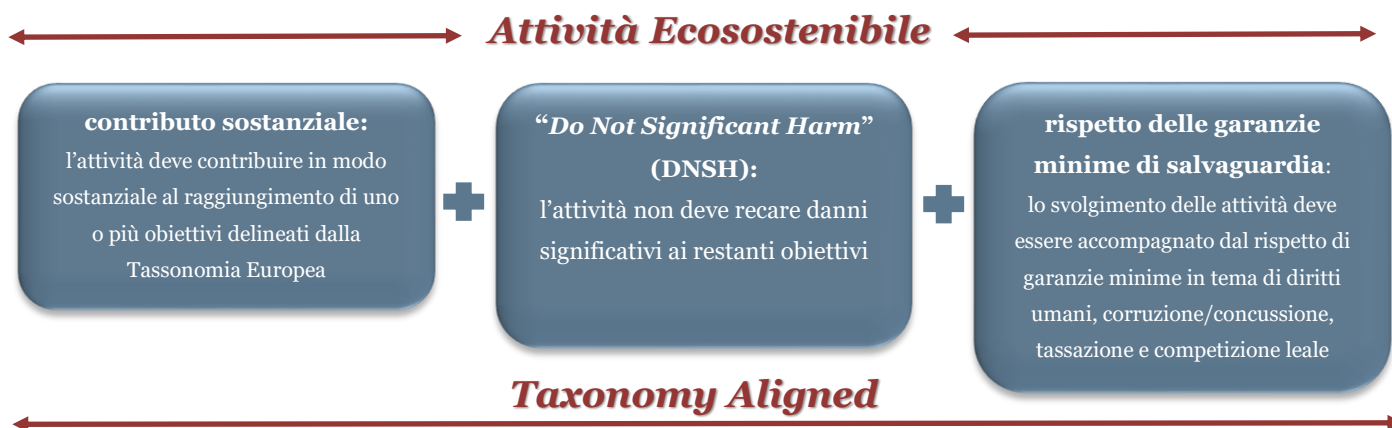 Attività Ecosostenibile
contributo sostanziale:
l’attività deve contribuire in modo
sostanziale al raggiungimento di uno
o più obiettivi delineati dalla
Tassonomia Europea
“Do Not Significant Harm”
(DNSH):
l’attività non deve recare danni
significativi ai restanti obiettivi
rispetto delle garanzie
minime di salvaguardia:
lo svolgimento delle attività deve
essere accompagnato dal rispetto di
garanzie minime in tema di diritti
umani, corruzione/concussione,
tassazione e competizione leale
Taxonomy Aligned